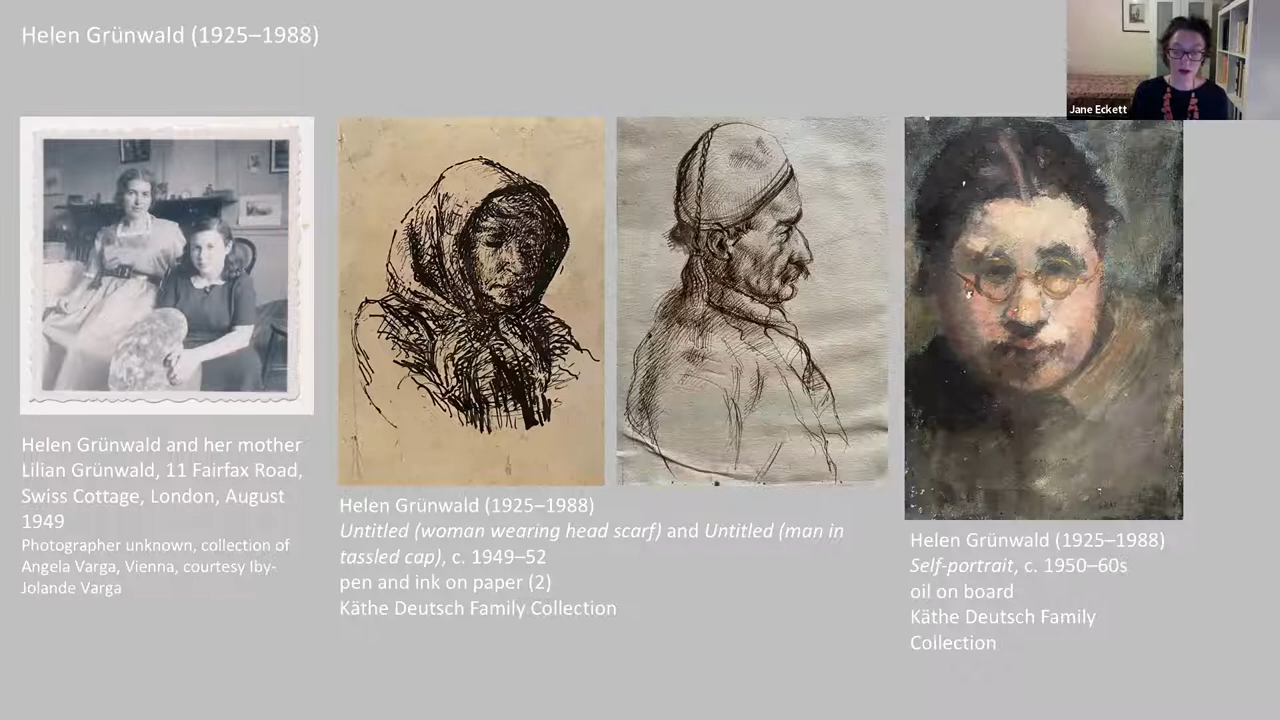 Helen Grünwald (1925–1988)
Jane Eckett
Helen Grünwald and her mother
Lilian Grünwald, 11 Fairfax Road,
Swiss Cottage, London, August
1949
Photographer unknown, collection of
Angela Varga, Vienna, courtesy Iby-
Jolande Varga
Helen Grünwald (1925–1988)
Untitled (woman wearing head scarf) and Untitled (man in
tassled cap), c. 1949–52
pen and ink on paper (2)
Käthe Deutsch Family Collection
Helen Grünwald (1925–1988)
Self-portrait, c. 1950–60s
oil on board
Käthe Deutsch Family
Collection